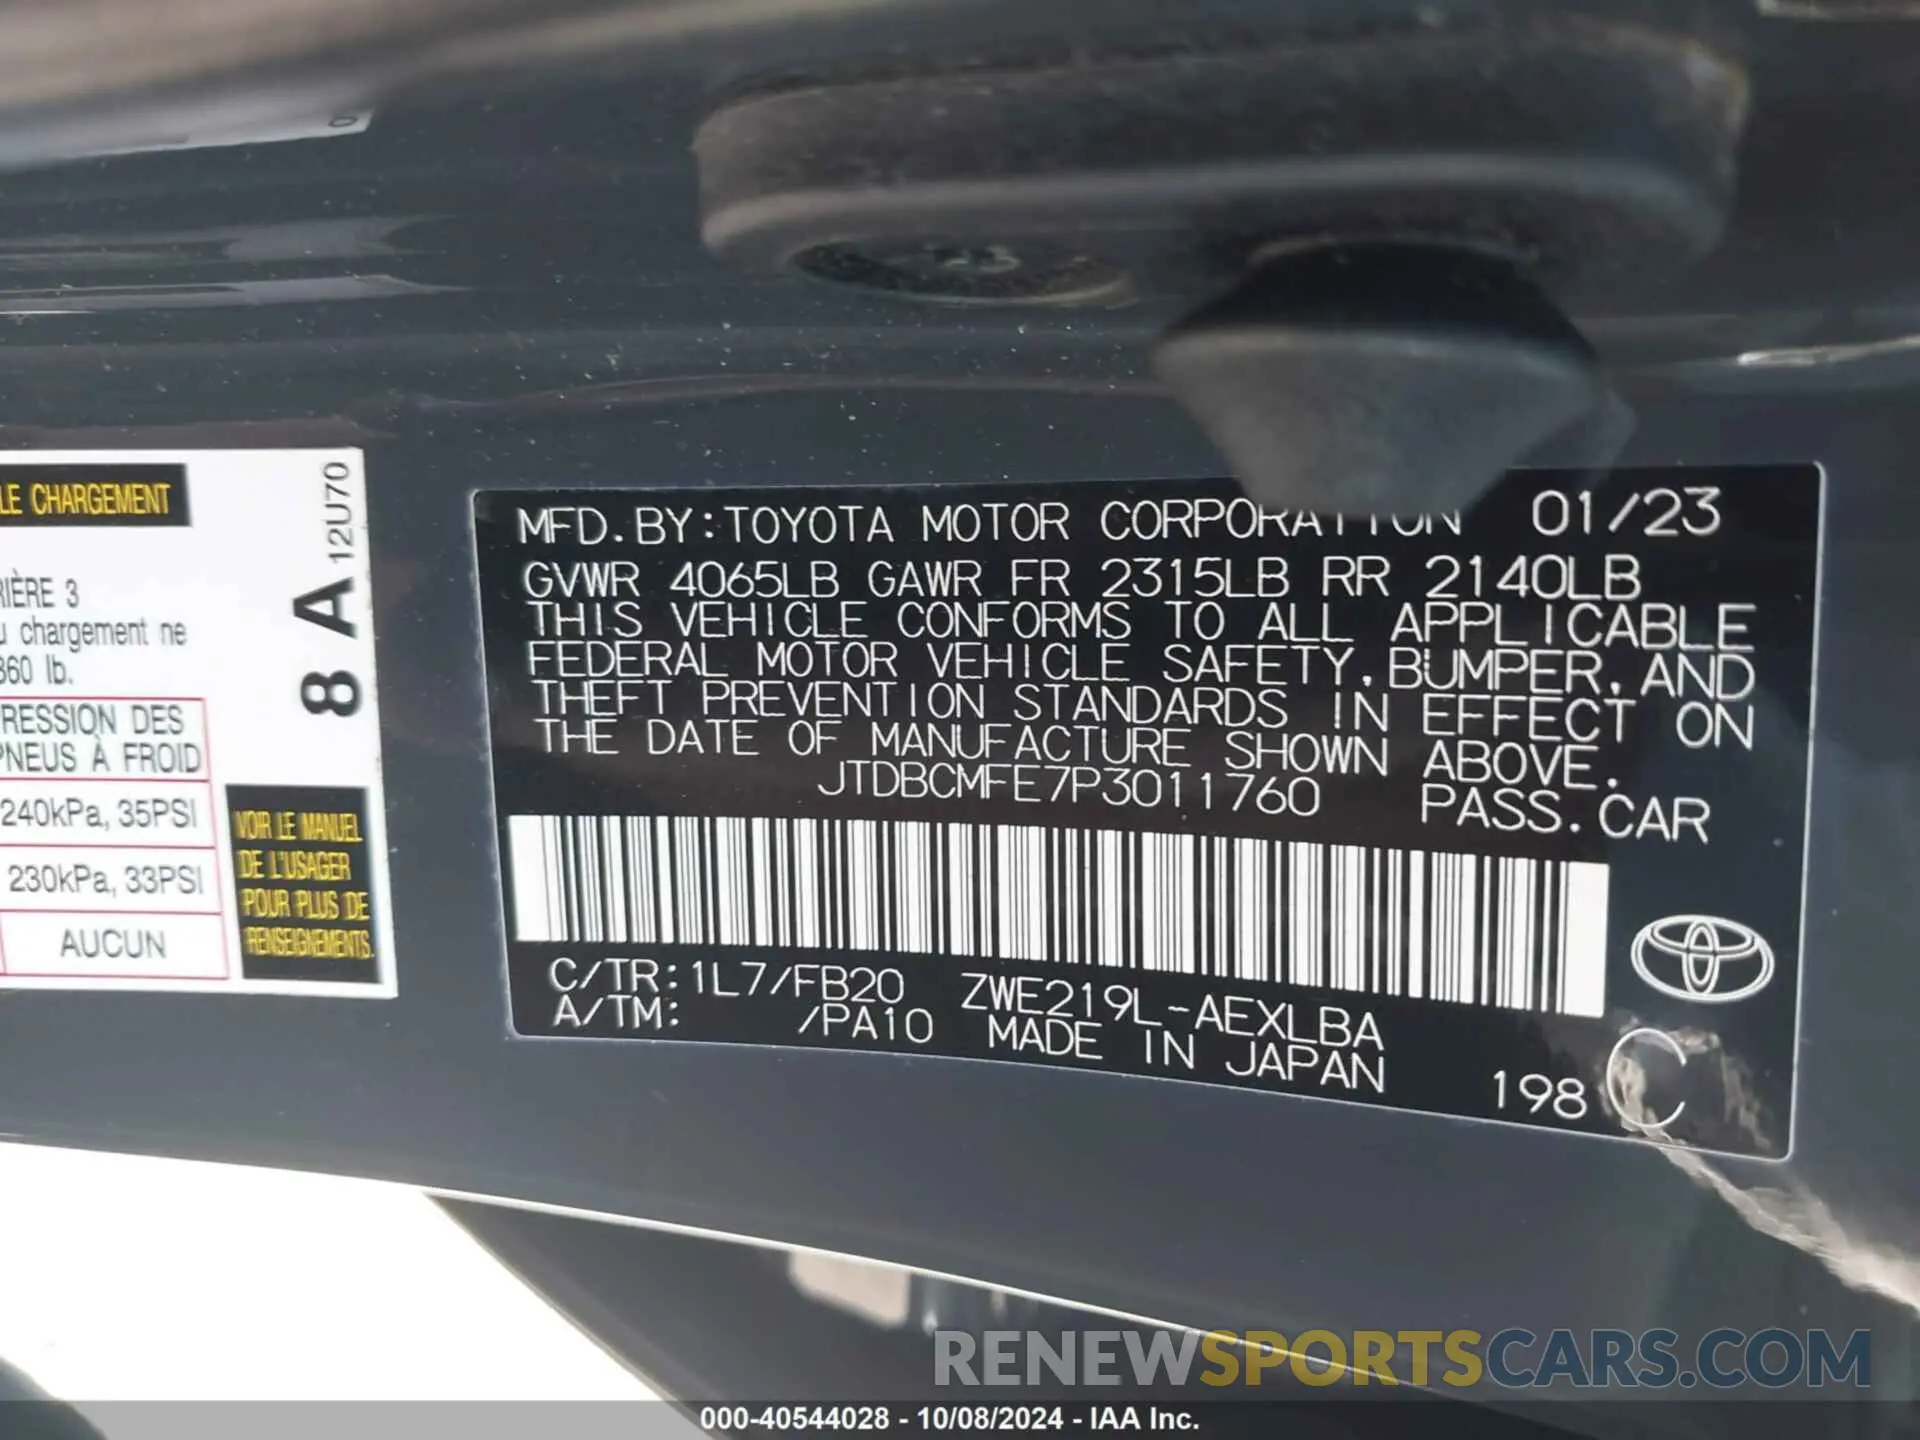 LE CHARGEMENT
12U70
8 A
RIÈRE 3
u chargement ne
360 lb.
RESSION DES
PNEUS À FROID
240kPa, 35PSI
230kPa, 33PSI
AUCUN
VOIR LE MANUEL
DE L'USAGER
POUR PLUS DE
RENSEIGNEMENTS.
MFD. BY: TOYOTA MOTOR CORPORATION 01/23
GVWR 4065LB GAWR FR 2315LB RR 2140LB
THIS VEHICLE CONFORMS TO ALL APPLICABLE
FEDERAL MOTOR VEHICLE SAFETY, BUMPER, AND
THEFT PREVENTION STANDARDS IN EFFECT ON
THE DATE OF MANUFACTURE SHOWN ABOVE.
JTDBCMFE7P3011760 PASS. CAR
C/TR: 1L7/FB20 ZWE219L-AEXLBA
A/TM: /PA10 MADE IN JAPAN
198 C
RENEWSPORTSCARS.COM
000-40544028 - 10/08/2024 - IAA Inc.